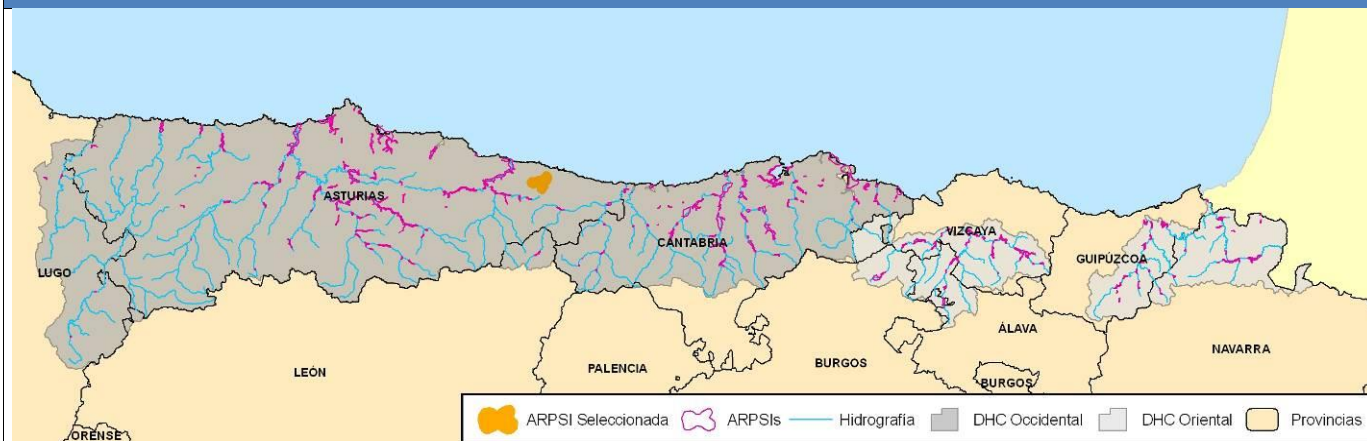 ASTURIAS
LUGO
CANTABRIA
VIZCAYA
GUIPÚZCOA
ÁLAVA
NAVARRA
LEÓN
PALENCIA
BURGOS
BURGOS
ORENSE
ARPSI Seleccionada ARPSIs Hidrografía DHC Occidental DHC Oriental Provincias